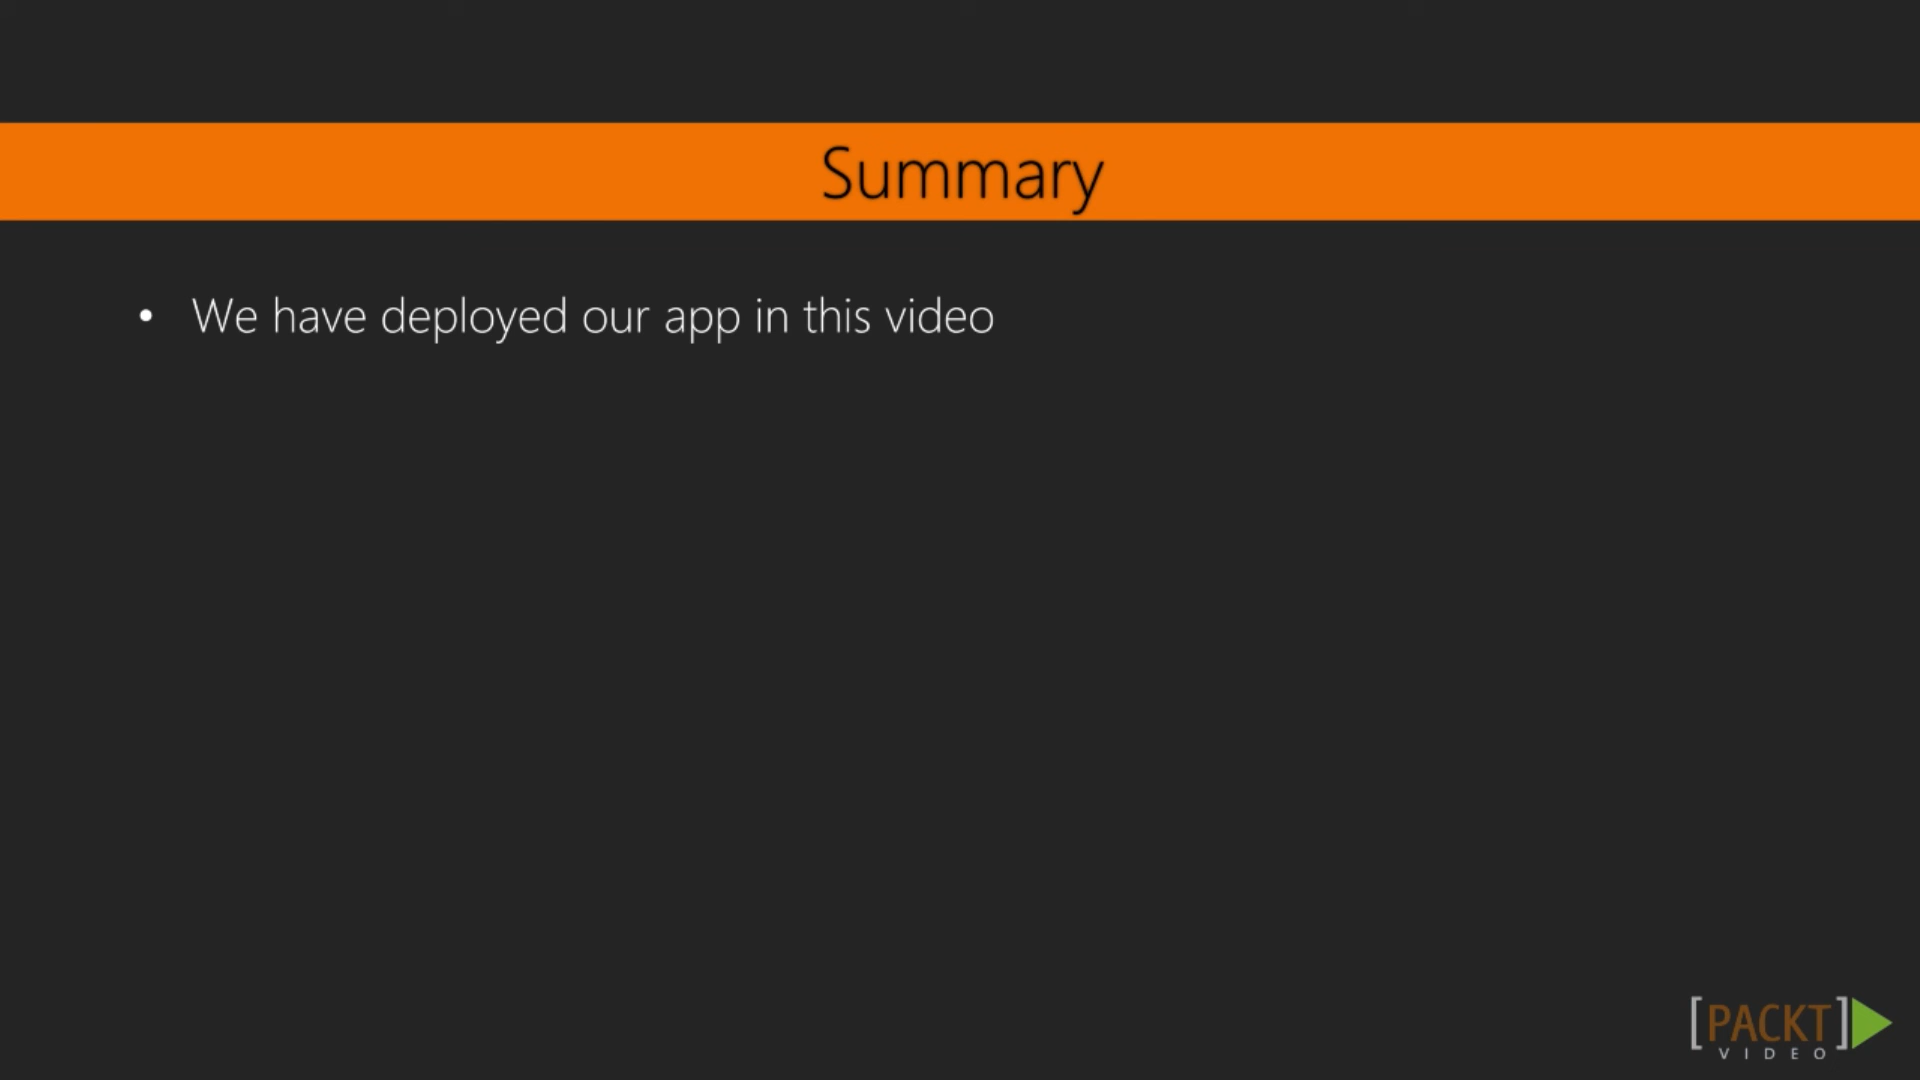 Summary
• We have deployed our app in this video
[PACKT]
VIDEO